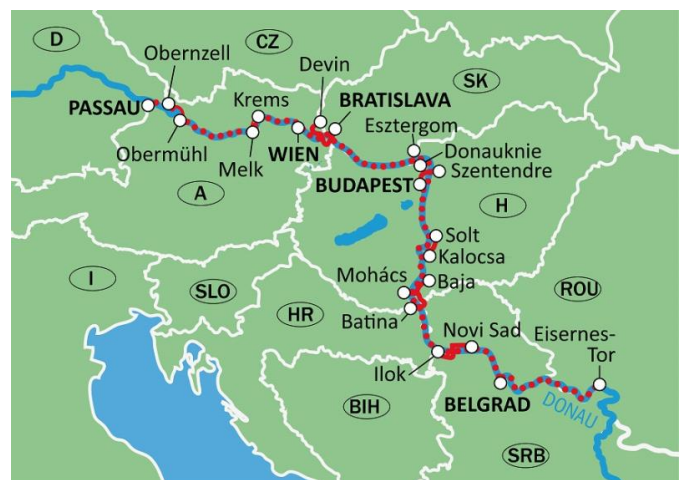 D
CZ
Obernzell
Devin
SK
PASSAU
Krems
BRATISLAVA
Esztergom
Obermühl
Melk
WIEN
Donauknie
Szentendre
BUDAPEST
A
H
Solt
Kalocsa
I
SLO
Mohács
Baja
ROU
HR
Batina
Novi Sad
Eisernes-
Tor
Ilok
BIH
BELGRAD
DONAU
SRB